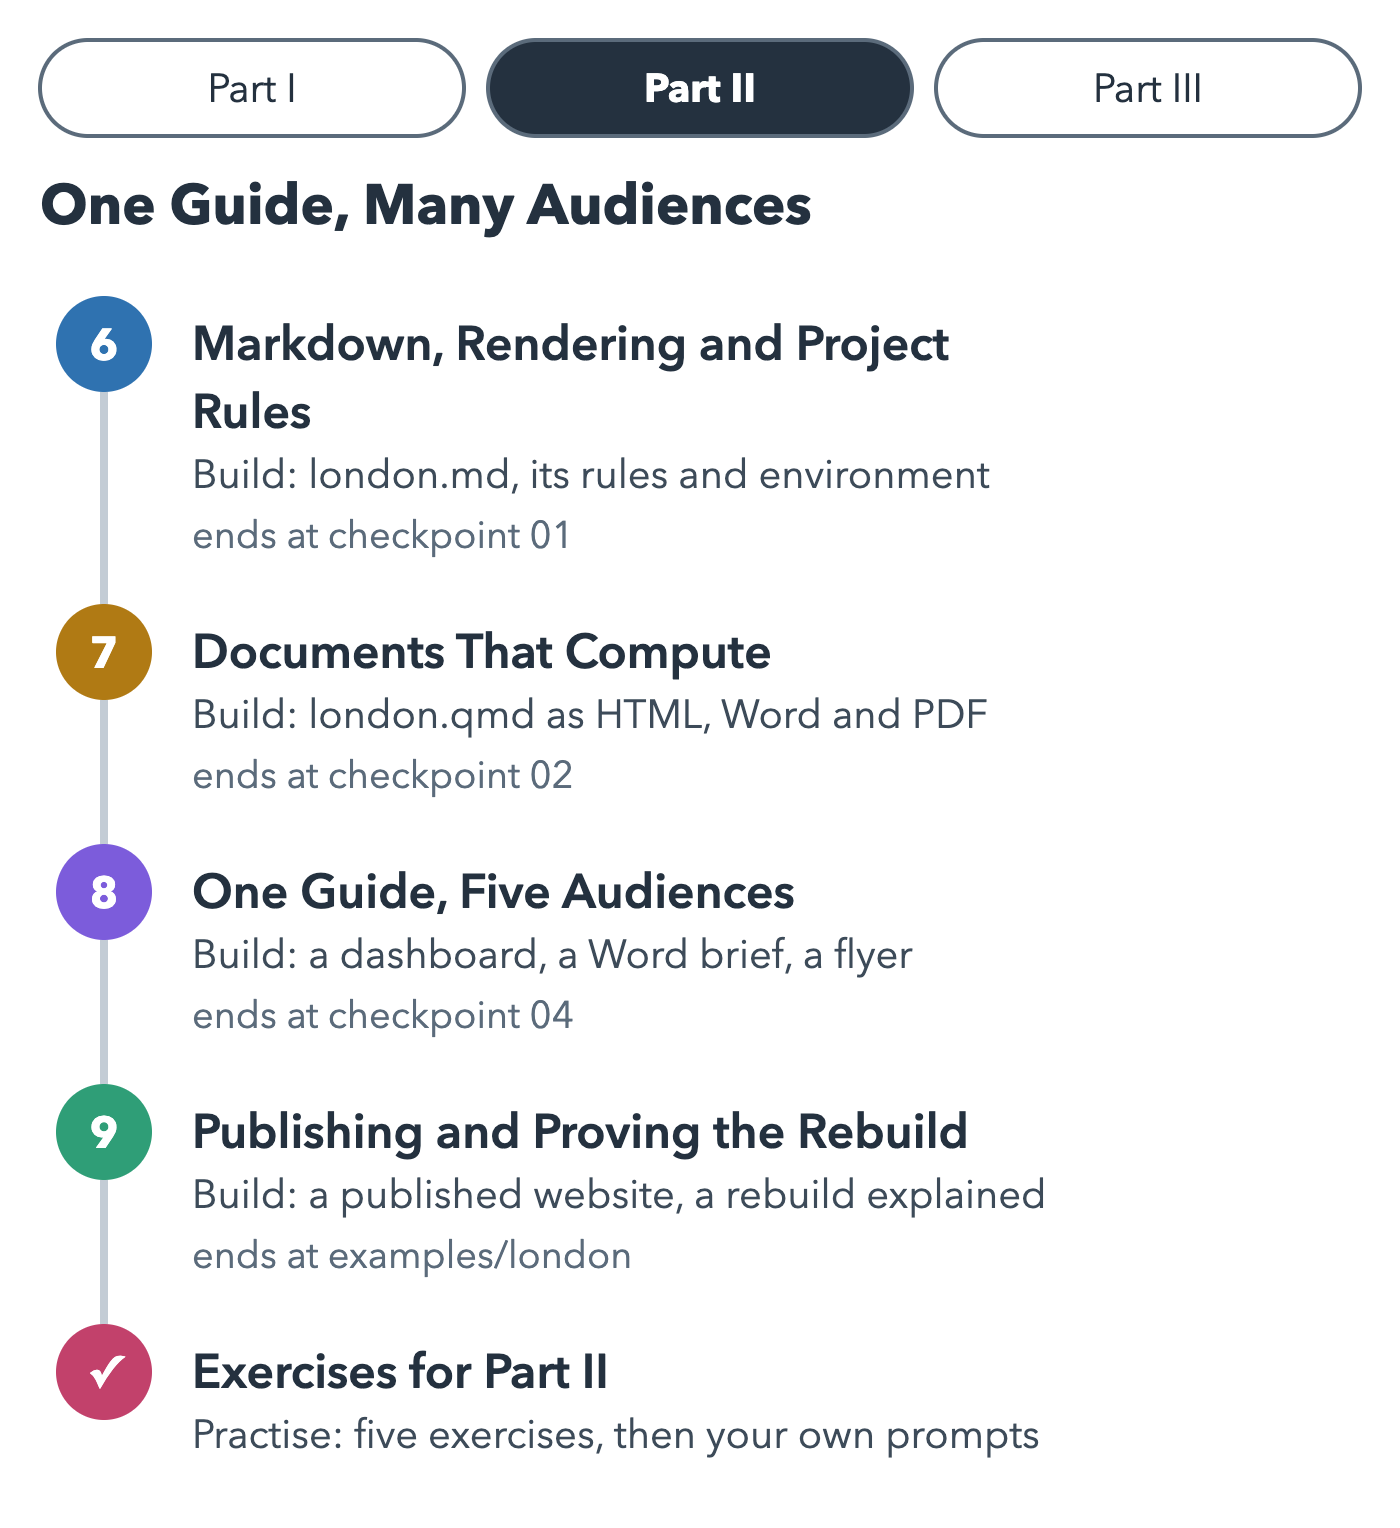 Part I
Part II
Part III
One Guide, Many Audiences
6
Markdown, Rendering and Project
Rules
Build: london.md, its rules and environment
ends at checkpoint 01
7
Documents That Compute
Build: london.qmd as HTML, Word and PDF
ends at checkpoint 02
8
One Guide, Five Audiences
Build: a dashboard, a Word brief, a flyer
ends at checkpoint 04
9
Publishing and Proving the Rebuild
Build: a published website, a rebuild explained
ends at examples/london
✓
Exercises for Part II
Practise: five exercises, then your own prompts